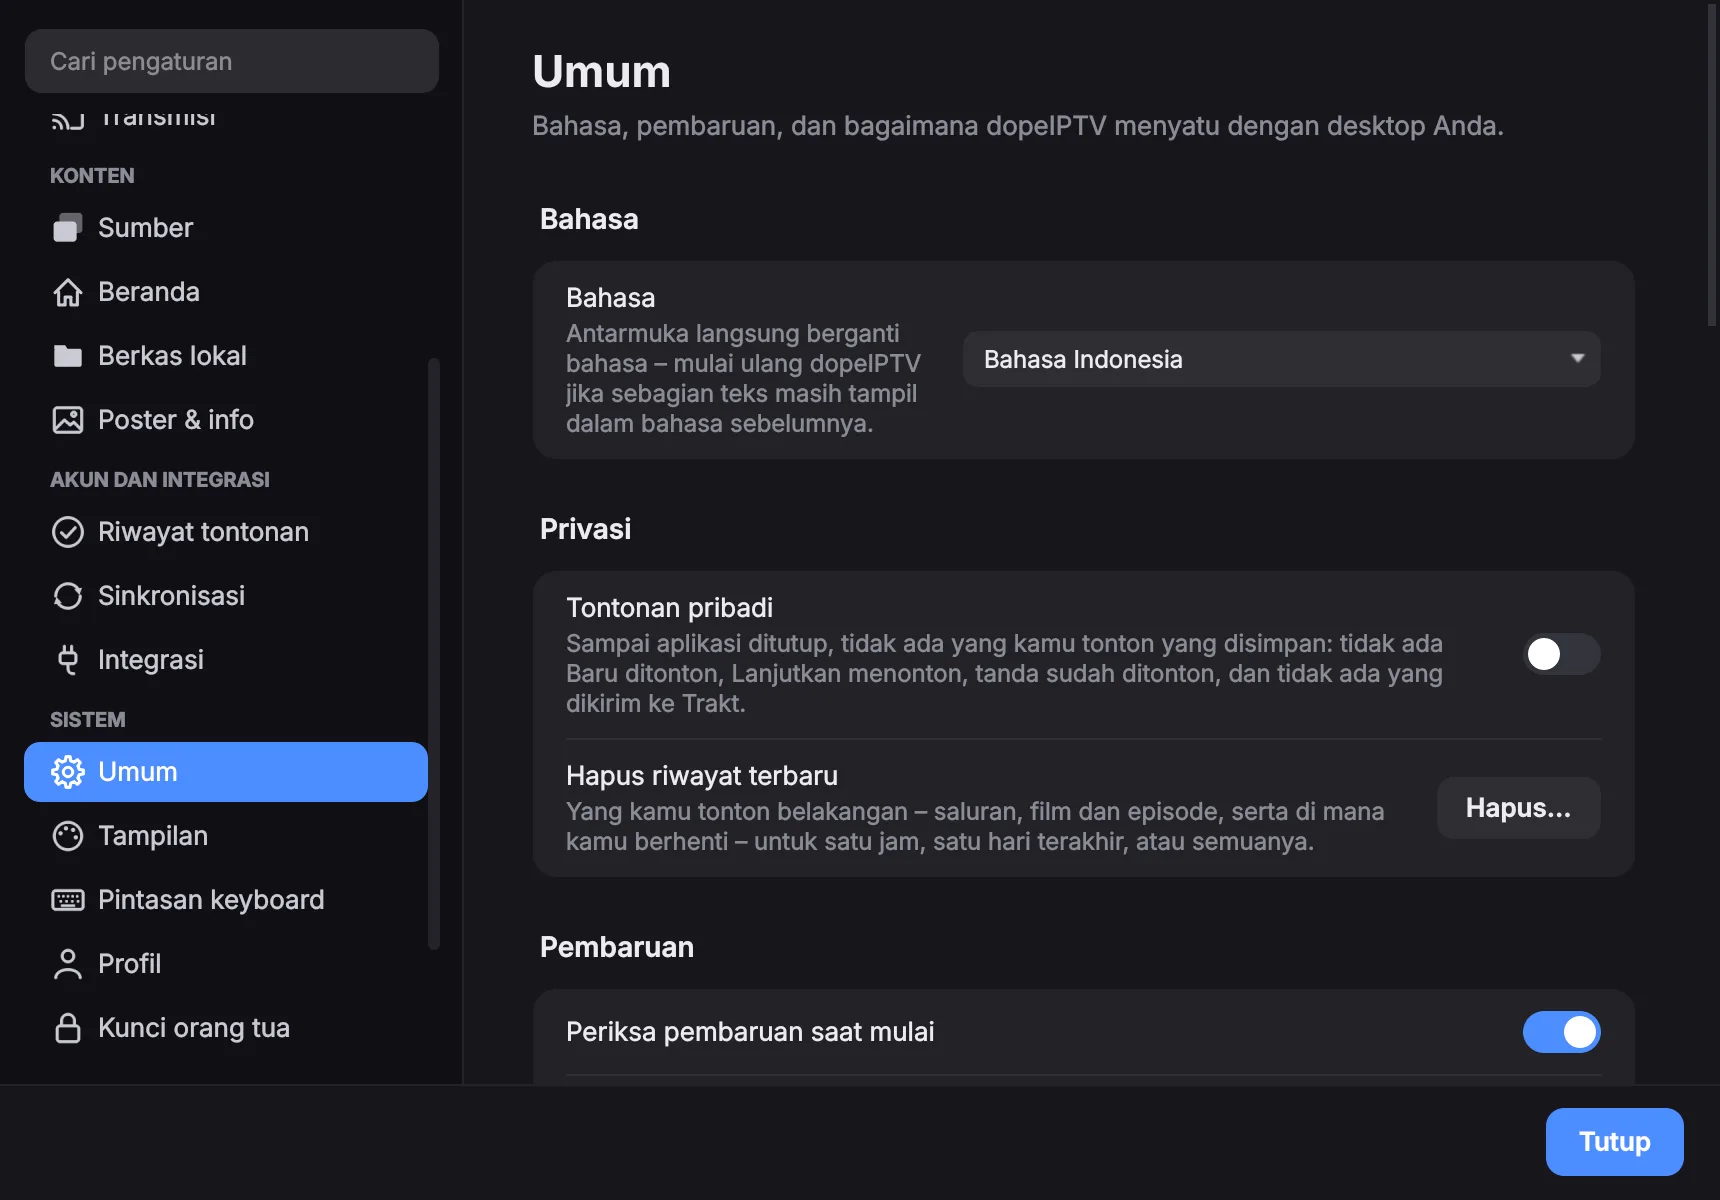 Cari pengaturan
Transmisi
KONTEN
Sumber
Beranda
Berkas lokal
Poster & info
AKUN DAN INTEGRASI
Riwayat tontonan
Sinkronisasi
Integrasi
SISTEM
Umum
Tampilan
Pintasan keyboard
Profil
Kunci orang tua
Umum
Bahasa, pembaruan, dan bagaimana dopeIPTV menyatu dengan desktop Anda.
Bahasa
Bahasa
Antarmuka langsung berganti
bahasa – mulai ulang dopeIPTV
jika sebagian teks masih tampil
dalam bahasa sebelumnya.
Bahasa Indonesia
Privasi
Tontonan pribadi
Sampai aplikasi ditutup, tidak ada yang kamu tonton yang disimpan: tidak ada
Baru ditonton, Lanjutkan menonton, tanda sudah ditonton, dan tidak ada yang
dikirim ke Trakt.
Hapus riwayat terbaru
Yang kamu tonton belakangan – saluran, film dan episode, serta di mana
kamu berhenti – untuk satu jam, satu hari terakhir, atau semuanya.
Hapus...
Pembaruan
Periksa pembaruan saat mulai
Tutup